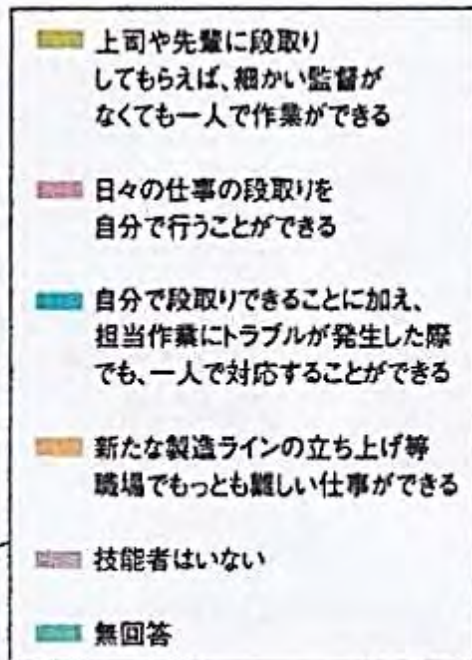 上司や先輩に段取り
してもらえば、細かい監督が
なくても一人で作業ができる
日々の仕事の段取りを
自分で行うことができる
自分で段取りできることに加え、
担当作業にトラブルが発生した際
でも、一人で対応することができる
新たな製造ラインの立ち上げ等
職場でもっとも難しい仕事ができる
技能者はいない
無回答